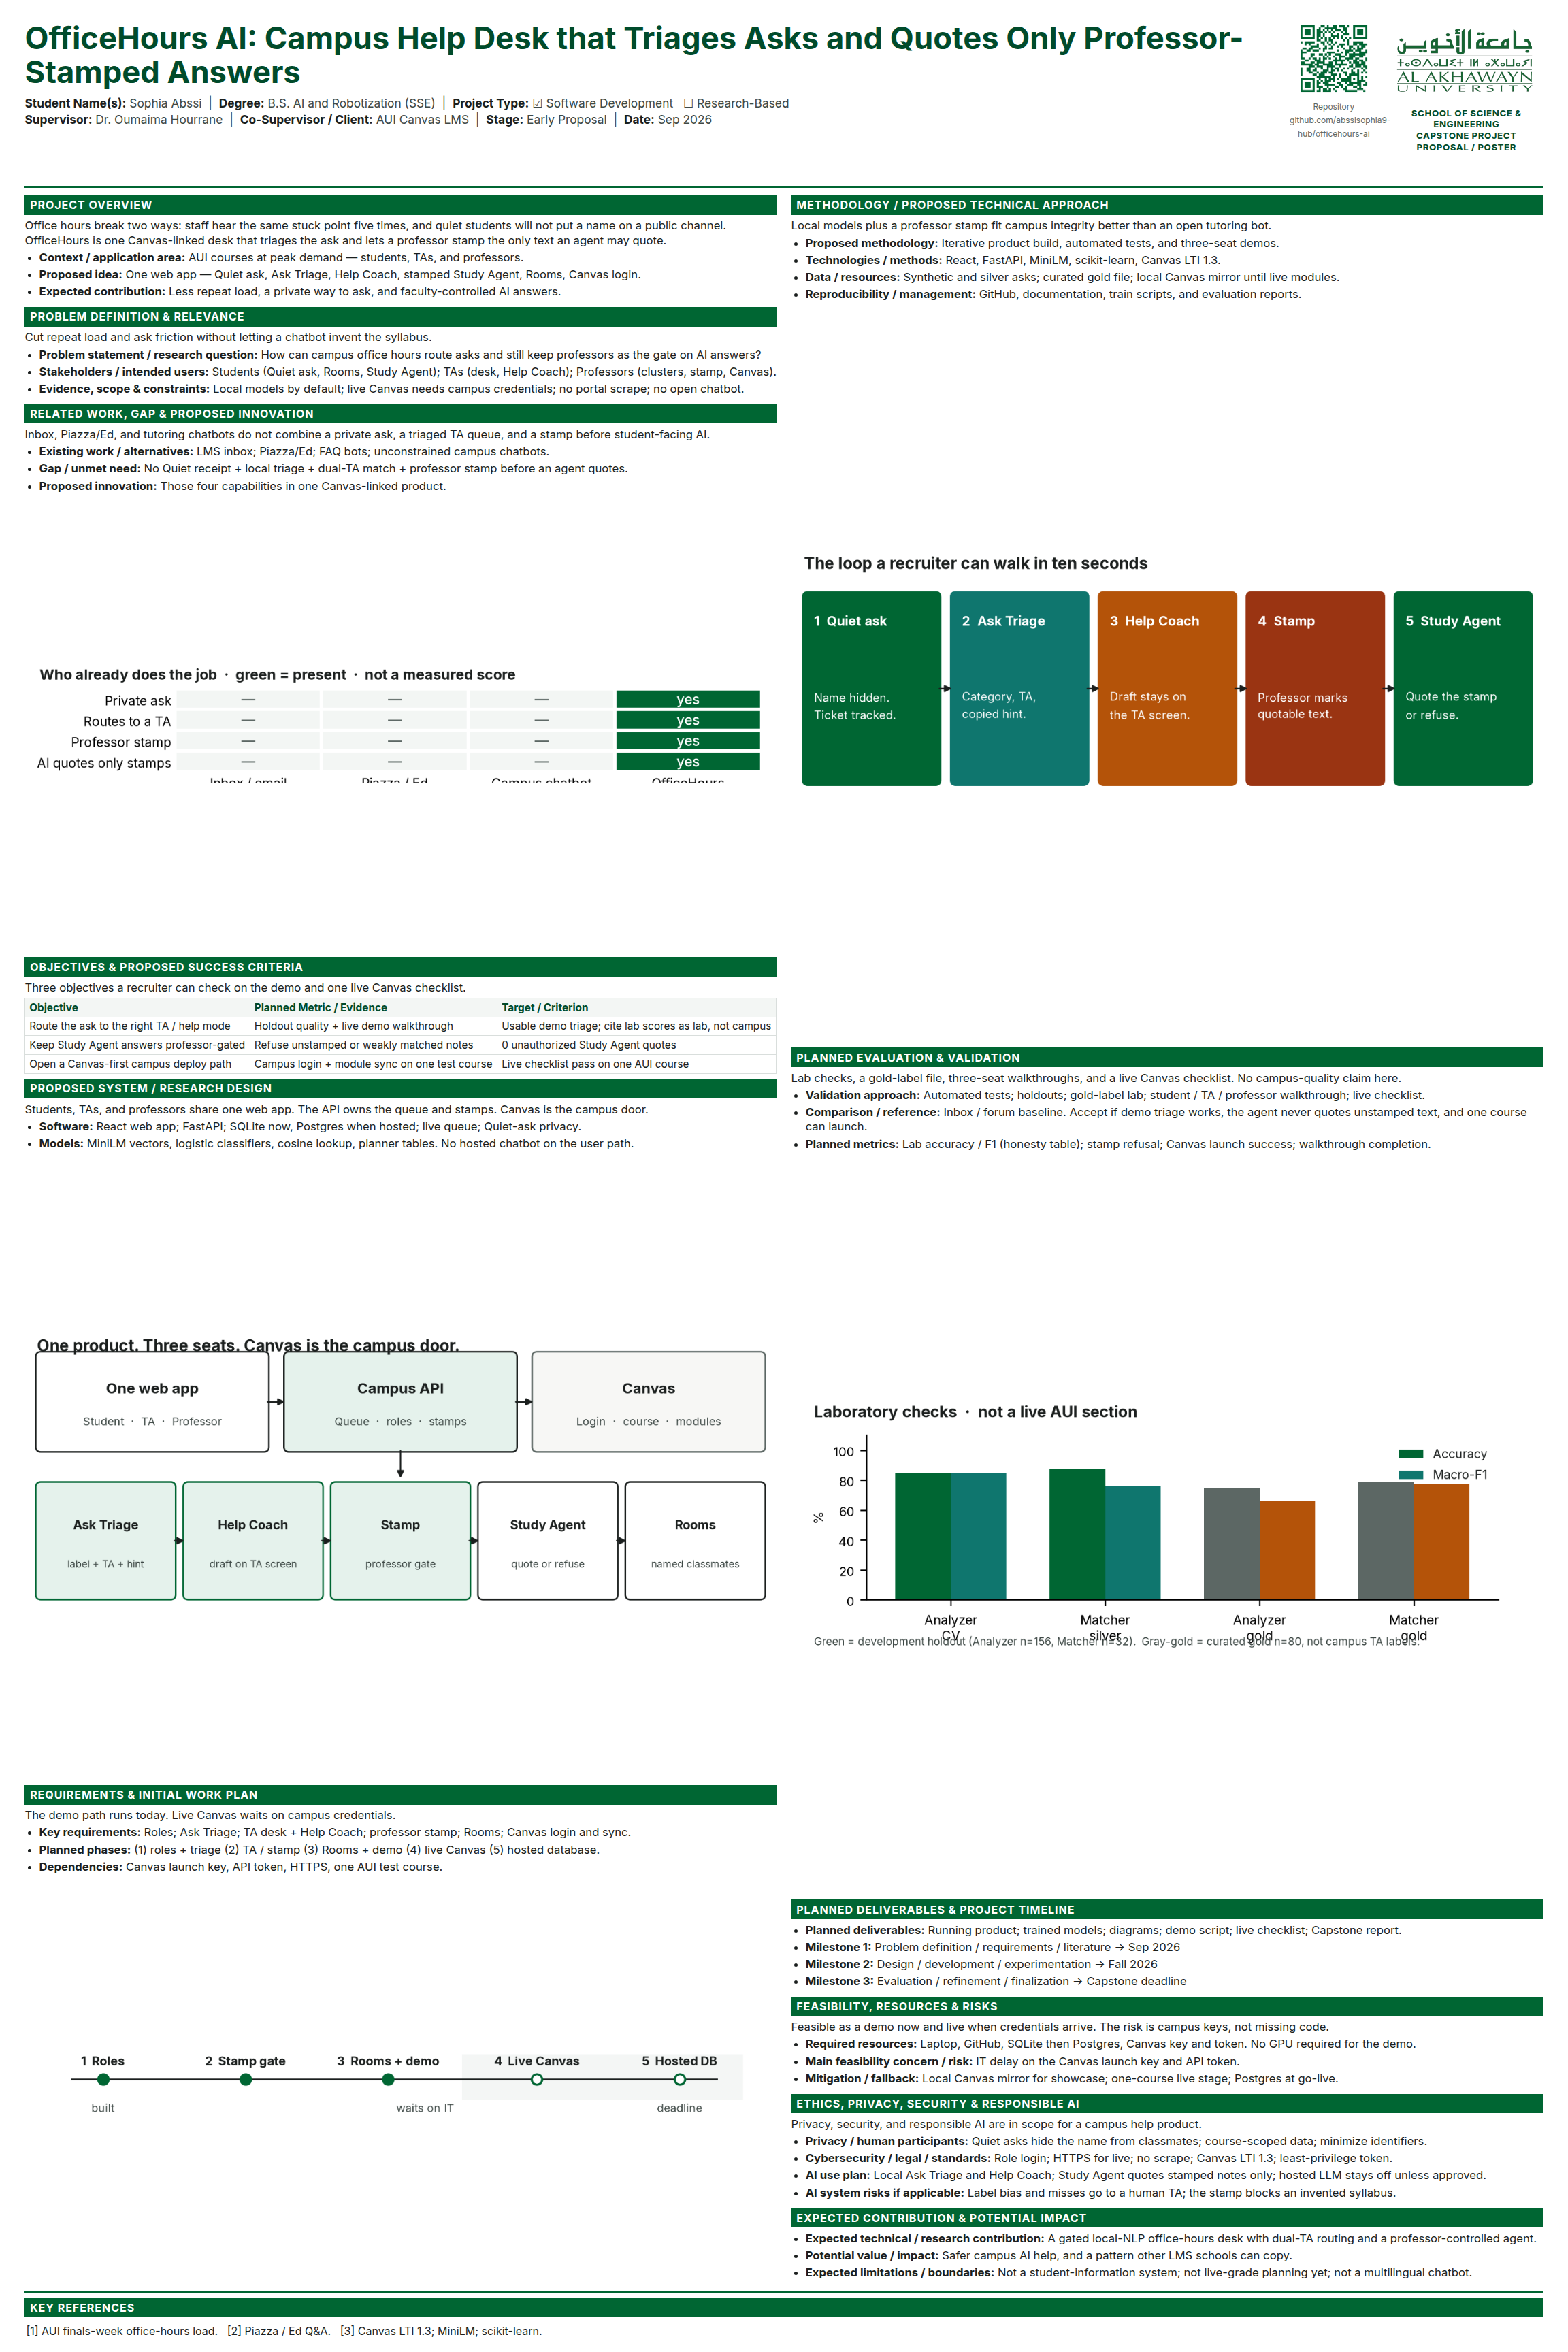 OfficeHours AI: Campus Help Desk that Triages Asks and Quotes Only Professor-
Stamped Answers
Student Name(s): Sophia Abssi | Degree: B.S. AI and Robotization (SSE) | Project Type: ☑ Software Development ☐ Research-Based
Supervisor: Dr. Oumaima Hourrane | Co-Supervisor / Client: AUI Canvas LMS | Stage: Early Proposal | Date: Sep 2026
Repository
github.com/abssisophia9-
hub/officehours-ai
جامعة الأخوين
AL AKHAWAYN
UNIVERSITY
SCHOOL OF SCIENCE &
ENGINEERING
CAPSTONE PROJECT
PROPOSAL / POSTER
PROJECT OVERVIEW
Office hours break two ways: staff hear the same stuck point five times, and quiet students will not put a name on a public channel.
OfficeHours is one Canvas-linked desk that triages the ask and lets a professor stamp the only text an agent may quote.
• Context / application area: AUI courses at peak demand — students, TAs, and professors.
• Proposed idea: One web app — Quiet ask, Ask Triage, Help Coach, stamped Study Agent, Rooms, Canvas login.
• Expected contribution: Less repeat load, a private way to ask, and faculty-controlled AI answers.
PROBLEM DEFINITION & RELEVANCE
Cut repeat load and ask friction without letting a chatbot invent the syllabus.
• Problem statement / research question: How can campus office hours route asks and still keep professors as the gate on AI answers?
• Stakeholders / intended users: Students (Quiet ask, Rooms, Study Agent); TAs (desk, Help Coach); Professors (clusters, stamp, Canvas).
• Evidence, scope & constraints: Local models by default; live Canvas needs campus credentials; no portal scrape; no open chatbot.
RELATED WORK, GAP & PROPOSED INNOVATION
Inbox, Piazza/Ed, and tutoring chatbots do not combine a private ask, a triaged TA queue, and a stamp before student-facing AI.
• Existing work / alternatives: LMS inbox; Piazza/Ed; FAQ bots; unconstrained campus chatbots.
• Gap / unmet need: No Quiet receipt + local triage + dual-TA match + professor stamp before an agent quotes.
• Proposed innovation: Those four capabilities in one Canvas-linked product.
Who already does the job · green = present · not a measured score
Private ask — — — yes
Routes to a TA — — — yes
Professor stamp — — — yes
AI quotes only stamps — — — yes
Inbox / email Piazza / Ed Campus chatbot OfficeHours
OBJECTIVES & PROPOSED SUCCESS CRITERIA
Three objectives a recruiter can check on the demo and one live Canvas checklist.
Objective Planned Metric / Evidence Target / Criterion
Route the ask to the right TA / help mode Holdout quality + live demo walkthrough Usable demo triage; cite lab scores as lab, not campus
Keep Study Agent answers professor-gated Refuse unstamped or weakly matched notes 0 unauthorized Study Agent quotes
Open a Canvas-first campus deploy path Campus login + module sync on one test course Live checklist pass on one AUI course
PROPOSED SYSTEM / RESEARCH DESIGN
Students, TAs, and professors share one web app. The API owns the queue and stamps. Canvas is the campus door.
• Software: React web app; FastAPI; SQLite now, Postgres when hosted; live queue; Quiet-ask privacy.
• Models: MiniLM vectors, logistic classifiers, cosine lookup, planner tables. No hosted chatbot on the user path.
One product. Three seats. Canvas is the campus door.
One web app Campus API Canvas
Student · TA · Professor Queue · roles · stamps Login · course · modules
Ask Triage Help Coach Stamp Study Agent Rooms
label + TA + hint draft on TA screen professor gate quote or refuse named classmates
REQUIREMENTS & INITIAL WORK PLAN
The demo path runs today. Live Canvas waits on campus credentials.
• Key requirements: Roles; Ask Triage; TA desk + Help Coach; professor stamp; Rooms; Canvas login and sync.
• Planned phases: (1) roles + triage (2) TA / stamp (3) Rooms + demo (4) live Canvas (5) hosted database.
• Dependencies: Canvas launch key, API token, HTTPS, one AUI test course.
1 Roles 2 Stamp gate 3 Rooms + demo 4 Live Canvas 5 Hosted DB
built waits on IT deadline
METHODOLOGY / PROPOSED TECHNICAL APPROACH
Local models plus a professor stamp fit campus integrity better than an open tutoring bot.
• Proposed methodology: Iterative product build, automated tests, and three-seat demos.
• Technologies / methods: React, FastAPI, MiniLM, scikit-learn, Canvas LTI 1.3.
• Data / resources: Synthetic and silver asks; curated gold file; local Canvas mirror until live modules.
• Reproducibility / management: GitHub, documentation, train scripts, and evaluation reports.
The loop a recruiter can walk in ten seconds
1 Quiet ask 2 Ask Triage 3 Help Coach 4 Stamp 5 Study Agent
Name hidden. Category, TA, Draft stays on Professor marks Quote the stamp
Ticket tracked. copied hint. the TA screen. quotable text. or refuse.
PLANNED EVALUATION & VALIDATION
Lab checks, a gold-label file, three-seat walkthroughs, and a live Canvas checklist. No campus-quality claim here.
• Validation approach: Automated tests; holdouts; gold-label lab; student / TA / professor walkthrough; live checklist.
• Comparison / reference: Inbox / forum baseline. Accept if demo triage works, the agent never quotes unstamped text, and one course
can launch.
• Planned metrics: Lab accuracy / F1 (honesty table); stamp refusal; Canvas launch success; walkthrough completion.
Laboratory checks · not a live AUI section
Accuracy
Macro-F1
%
100
80
60
40
20
0
Analyzer Matcher Analyzer Matcher
CV silver gold gold
Green = development holdout (Analyzer n=156, Matcher n=32). Gray-gold = curated gold n=80, not campus TA labels.
PLANNED DELIVERABLES & PROJECT TIMELINE
• Planned deliverables: Running product; trained models; diagrams; demo script; live checklist; Capstone report.
• Milestone 1: Problem definition / requirements / literature → Sep 2026
• Milestone 2: Design / development / experimentation → Fall 2026
• Milestone 3: Evaluation / refinement / finalization → Capstone deadline
FEASIBILITY, RESOURCES & RISKS
Feasible as a demo now and live when credentials arrive. The risk is campus keys, not missing code.
• Required resources: Laptop, GitHub, SQLite then Postgres, Canvas key and token. No GPU required for the demo.
• Main feasibility concern / risk: IT delay on the Canvas launch key and API token.
• Mitigation / fallback: Local Canvas mirror for showcase; one-course live stage; Postgres at go-live.
ETHICS, PRIVACY, SECURITY & RESPONSIBLE AI
Privacy, security, and responsible AI are in scope for a campus help product.
• Privacy / human participants: Quiet asks hide the name from classmates; course-scoped data; minimize identifiers.
• Cybersecurity / legal / standards: Role login; HTTPS for live; no scrape; Canvas LTI 1.3; least-privilege token.
• AI use plan: Local Ask Triage and Help Coach; Study Agent quotes stamped notes only; hosted LLM stays off unless approved.
• AI system risks if applicable: Label bias and misses go to a human TA; the stamp blocks an invented syllabus.
EXPECTED CONTRIBUTION & POTENTIAL IMPACT
• Expected technical / research contribution: A gated local-NLP office-hours desk with dual-TA routing and a professor-controlled agent.
• Potential value / impact: Safer campus AI help, and a pattern other LMS schools can copy.
• Expected limitations / boundaries: Not a student-information system; not live-grade planning yet; not a multilingual chatbot.
KEY REFERENCES
[1] AUI finals-week office-hours load. [2] Piazza / Ed Q&A. [3] Canvas LTI 1.3; MiniLM; scikit-learn.